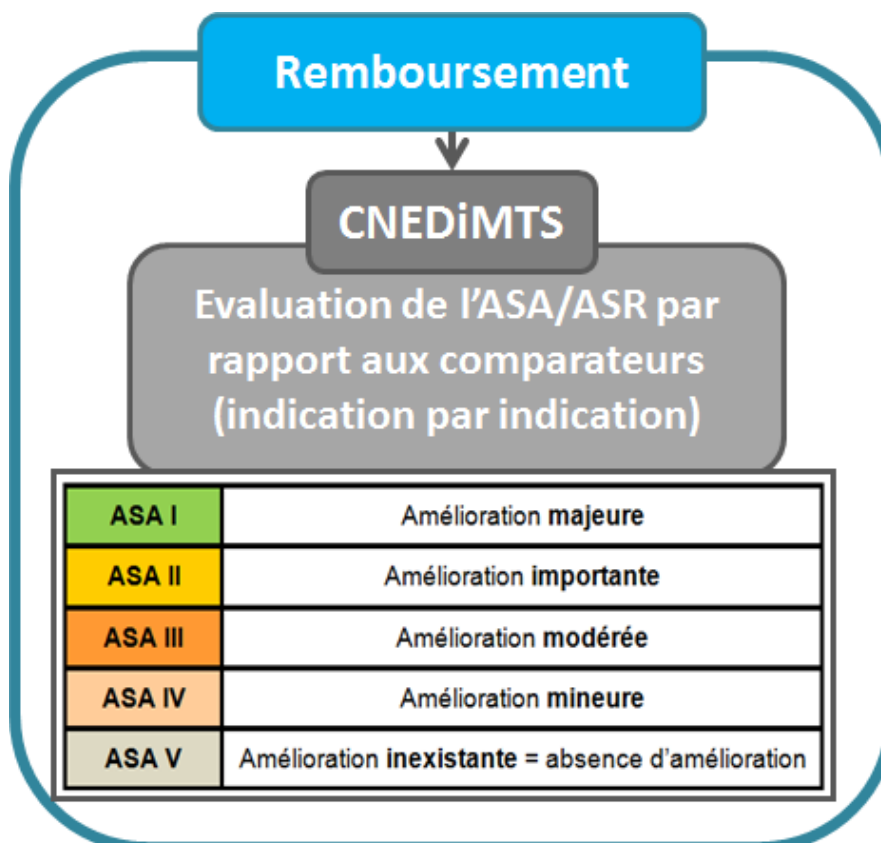 Remboursement
CNEDiMTS
Evaluation de l'ASA/ASR par
rapport aux comparateurs
(indication par indication)
ASA I Amélioration majeure
ASA II Amélioration importante
ASA III Amélioration modérée
ASA IV Amélioration mineure
ASA V Amélioration inexistante = absence d'amélioration